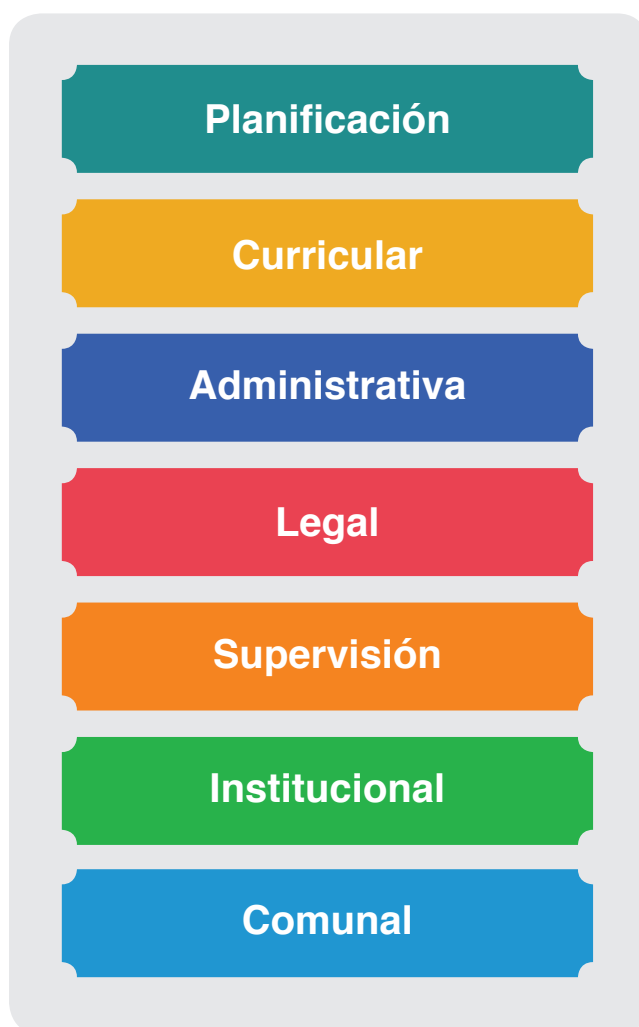 Planificación
Curricular
Administrativa
Legal
Supervisión
Institucional
Comunal